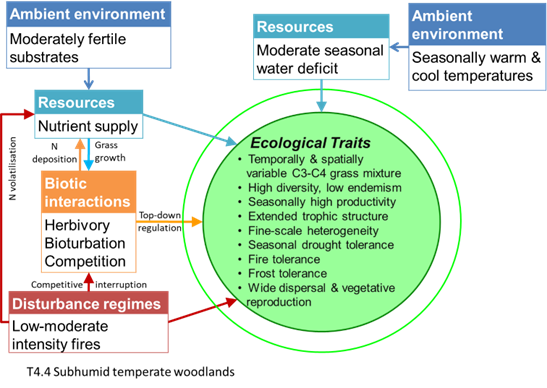 Ambient environment
Moderately fertile
substrates
Resources
Moderate seasonal
water deficit
Ambient
environment
Seasonally warm &
cool temperatures
Resources
Nutrient supply
N volatilisation
N
deposition
Grass
growth
Biotic
interactions
Herbivory
Bioturbation
Competition
Top-down
regulation
Competitive interruption
Disturbance regimes
Low-moderate
intensity fires
Ecological Traits
• Temporally & spatially
variable C3-C4 grass mixture
• High diversity, low endemism
• Seasonally high productivity
• Extended trophic structure
• Fine-scale heterogeneity
• Seasonal drought tolerance
• Fire tolerance
• Frost tolerance
• Wide dispersal & vegetative
reproduction
T4.4 Subhumid temperate woodlands